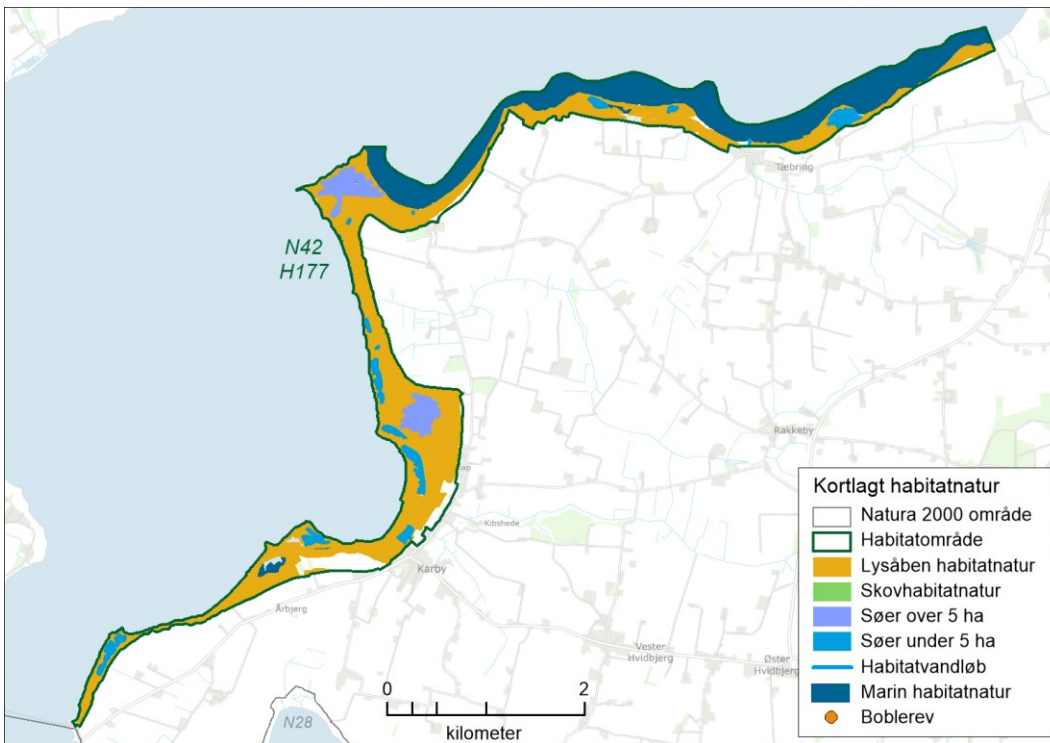 Tæbring
N42
H177
Rakkeby
Kibshede
Karby
Årbjerg
Vester
Hvidbjerg
Øster
Hvidbjerg
N28
0 2
kilometer
Kortlagt habitatnatur
Natura 2000 område
Habitatområde
Lysåben habitatnatur
Skovhabitatnatur
Søer over 5 ha
Søer under 5 ha
Habitatvandløb
Marin habitatnatur
Boblerev